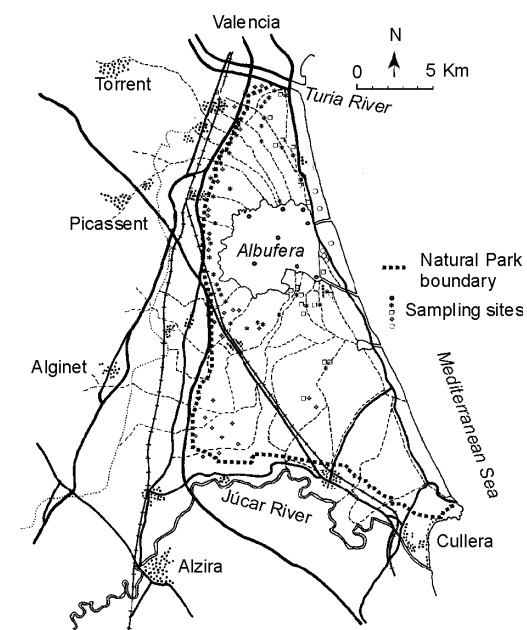 Valencia
N
Torrent
0 5 Km
Turia River
Picassent
Albufera
Natural Park
boundary
Sampling sites
Alginet
Mediterranean Sea
Júcar River
Cullera
Alzira